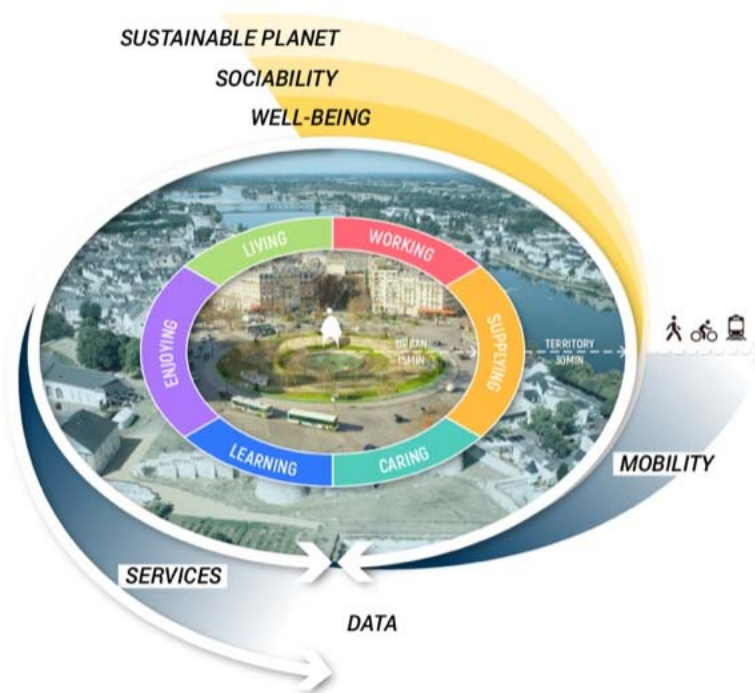 SUSTAINABLE PLANET
SOCIABILITY
WELL-BEING
LIVING
WORKING
ENJOYING
SUPPLYING
URBAN
15MIN
TERRITORY
30MIN
LEARNING
CARING
MOBILITY
SERVICES
DATA